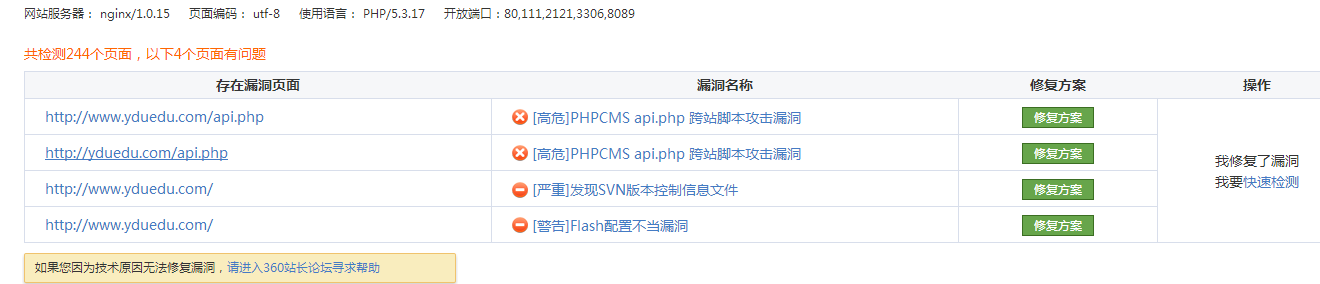 网站服务器： nginx/1.0.15 页面编码： utf-8 使用语言： PHP/5.3.17 开放端口：80,111,2121,3306,8089
共检测244个页面，以下4个页面有问题
存在漏洞页面 漏洞名称 修复方案 操作
http://www.yduedu.com/api.php [高危]PHPCMS api.php 跨站脚本攻击漏洞 修复方案
http://yduedu.com/api.php [高危]PHPCMS api.php 跨站脚本攻击漏洞 修复方案
我修复了漏洞
我要快速检测
http://www.yduedu.com/ [严重]发现SVN版本控制信息文件 修复方案
http://www.yduedu.com/ [警告]Flash配置不当漏洞 修复方案
如果您因为技术原因无法修复漏洞，请进入360站长论坛寻求帮助